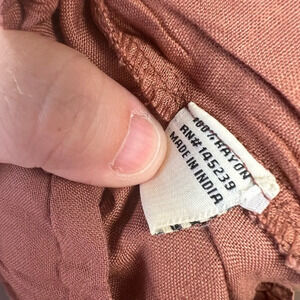 100% RAYON
RN# 145239
MADE IN INDIA